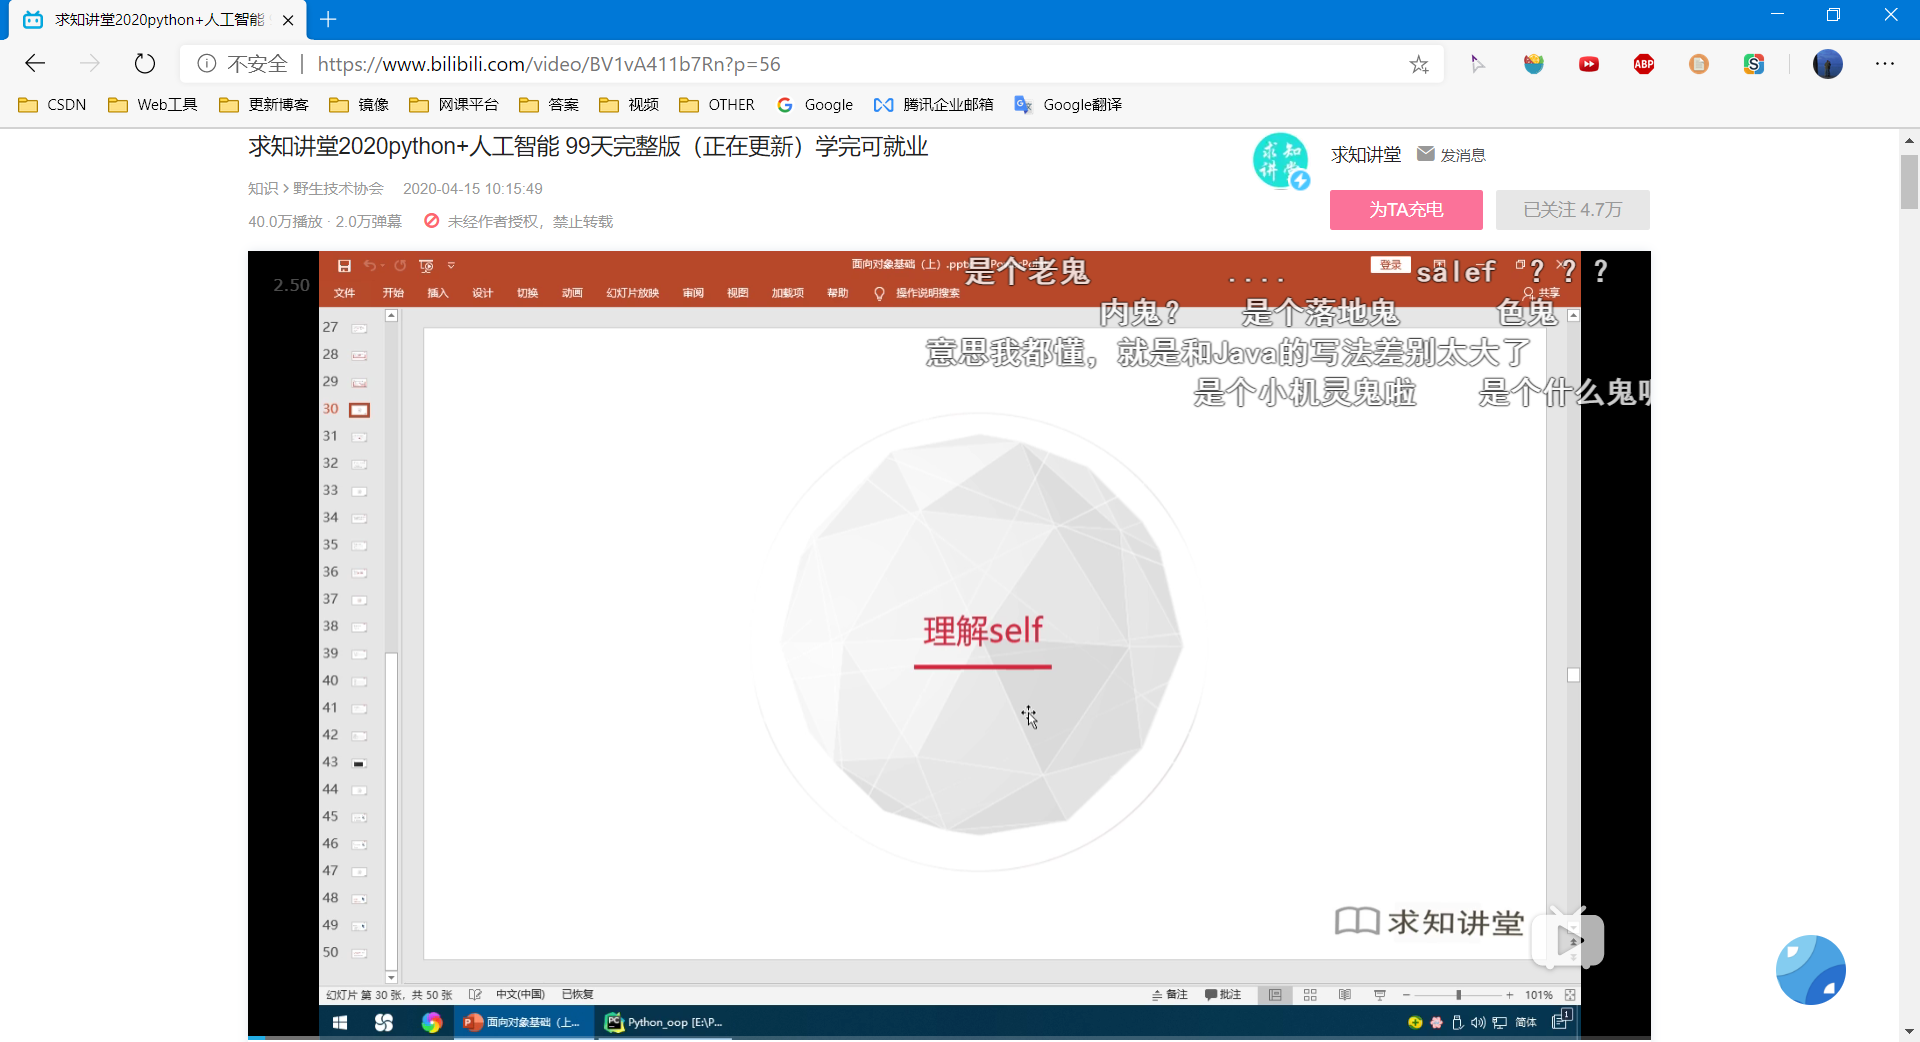 求知讲堂2020python+人工智能 9
不安全 | https://www.bilibili.com/video/BV1vA411b7Rn?p=56
ABP
CSDN Web工具 更新博客 镜像 网课平台 答案 视频 OTHER Google 腾讯企业邮箱 Google翻译
求知讲堂2020python+人工智能 99天完整版（正在更新）学完可就业
知识 > 野生技术协会 2020-04-15 10:15:49
40.0万播放 · 2.0万弹幕 未经作者授权，禁止转载
求知讲堂
求知讲堂 发消息
为TA充电 已关注 4.7万
2.50
面向对象基础（上）.ppt
登录
是个老鬼 .... salef ? ? ?
文件 开始 插入 设计 切换 动画 幻灯片放映 审阅 视图 加载项 帮助 操作说明搜索 共享
内鬼? 是个落地鬼 色鬼
意思我都懂，就是和Java的写法差别太大了
是个小机灵鬼啦 是个什么鬼
27
28
29
30
31
32
33
34
35
36
37
38
39
40
41
42
43
44
45
46
47
48
49
50
理解self
求知讲堂
幻灯片 第 30 张，共 50 张 中文(中国) 已恢复 备注 批注 101%
面向对象基础（上... Python_oop [E:\P... 简体 1